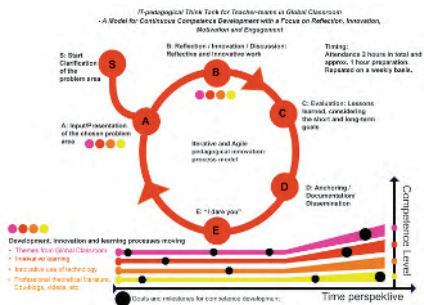 IT-pedagogical Think Tank for Teacher-teams in Global Classroom
- A Model for Continuous Competence Development with a Focus on Reflection, Innovation,
Motivation and Engagement
S: Start
Clarification
of the
problem area
S
B: Reflection / Innovation / Discussion:
Reflective and Innovative work
B
Timing:
Attendance 2 hours in total and
approx. 1 hour preparation.
Repeated on a weekly basis.
A
A: Input/Presentation
of the chosen problem
area
C
C: Evaluation: Lessons
learned, considering
the short and long-term
goals
Iterative and Agile
pedagogical innovation
process model
D
D: Anchoring /
Documentation/
Dissemination
E: "I dare you"
E
Development, innovation and learning processes moving
• Themes from Global Classroom
• Innovative learning
• Innovative use of technology
• Professional theoretical literature,
videos, etc
Competence Level
Time perspektive
Goals and milestones for competence development